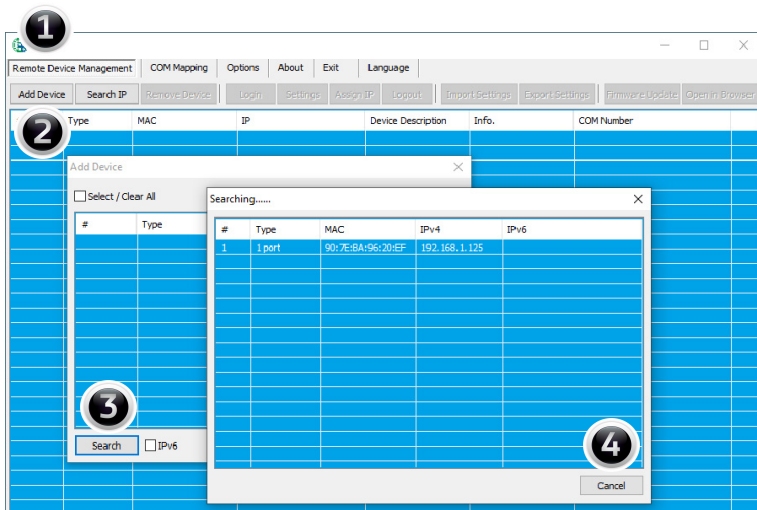 1
Remote Device Management COM Mapping Options About Exit Language
Add Device Search IP Remove Device Login Settings Assign IP Logout Import Settings Export Settings Firmware Update Open in Browser
2 Type MAC IP Device Description Info. COM Number
Add Device
Select / Clear All
# Type
Searching......
# Type MAC IPv4 IPv6
1 1 port 90:7E:BA:96:20:EF 192.168.1.125
3
Search IPv6
4
Cancel